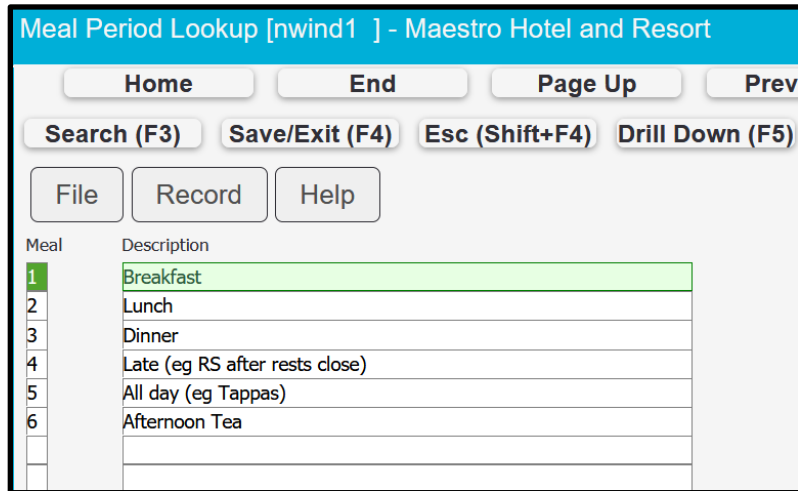 Meal Period Lookup [nwind1  ] - Maestro Hotel and Resort
Home End Page Up Prev
Search (F3) Save/Exit (F4) Esc (Shift+F4) Drill Down (F5)
File Record Help
Meal Description
1 Breakfast
2 Lunch
3 Dinner
4 Late (eg RS after rests close)
5 All day (eg Tappas)
6 Afternoon Tea